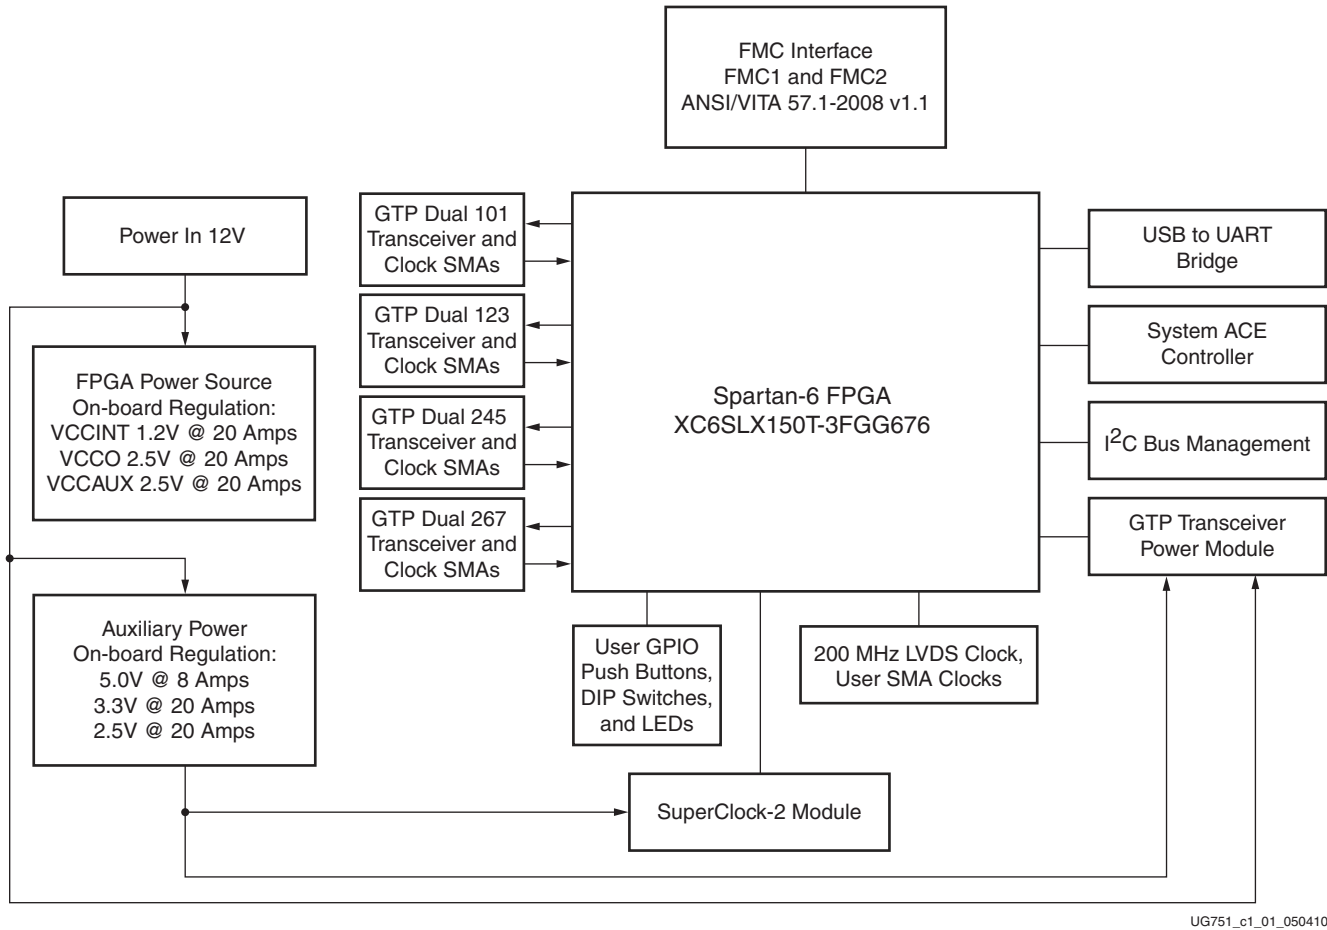 FMC Interface
FMC1 and FMC2
ANSI/VITA 57.1-2008 v1.1
Power In 12V
FPGA Power Source
On-board Regulation:
VCCINT 1.2V @ 20 Amps
VCCO 2.5V @ 20 Amps
VCCAUX 2.5V @ 20 Amps
Auxiliary Power
On-board Regulation:
5.0V @ 8 Amps
3.3V @ 20 Amps
2.5V @ 20 Amps
GTP Dual 101
Transceiver and
Clock SMAs
GTP Dual 123
Transceiver and
Clock SMAs
GTP Dual 245
Transceiver and
Clock SMAs
GTP Dual 267
Transceiver and
Clock SMAs
Spartan-6 FPGA
XC6SLX150T-3FGG676
USB to UART
Bridge
System ACE
Controller
I2C Bus Management
GTP Transceiver
Power Module
User GPIO
Push Buttons,
DIP Switches,
and LEDs
200 MHz LVDS Clock,
User SMA Clocks
SuperClock-2 Module
UG751_c1_01_050410